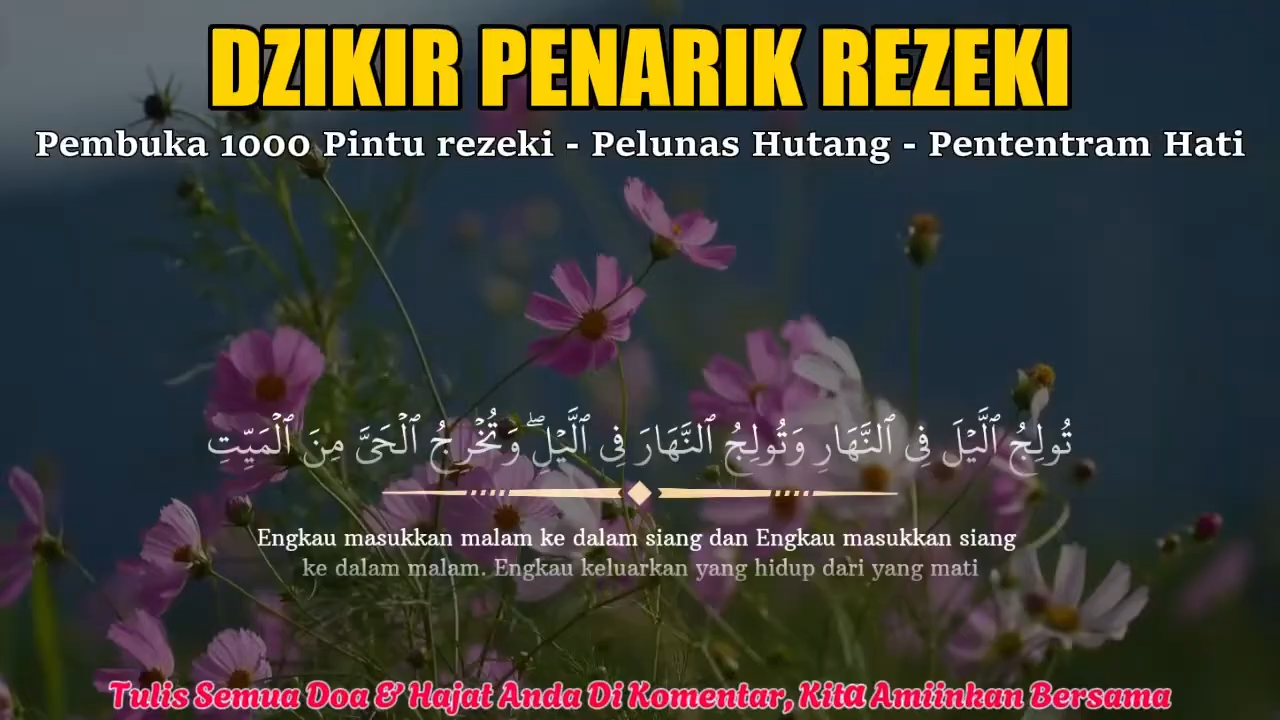 DZIKIR PENARIK REZEKI
Pembuka 1000 Pintu rezeki - Pelunas Hutang - Pententram Hati
تُولِجُ ٱلَّيْلَ فِى ٱلنَّهَارِ وَتُولِجُ ٱلنَّهَارَ فِى ٱلَّيْلِ ۖ وَتُخْرِجُ ٱلْحَىَّ مِنَ ٱلْمَيِّتِ
Engkau masukkan malam ke dalam siang dan Engkau masukkan siang
ke dalam malam. Engkau keluarkan yang hidup dari yang mati
Tulis Semua Doa & Hajat Anda Di Komentar, Kita Amiinkan Bersama